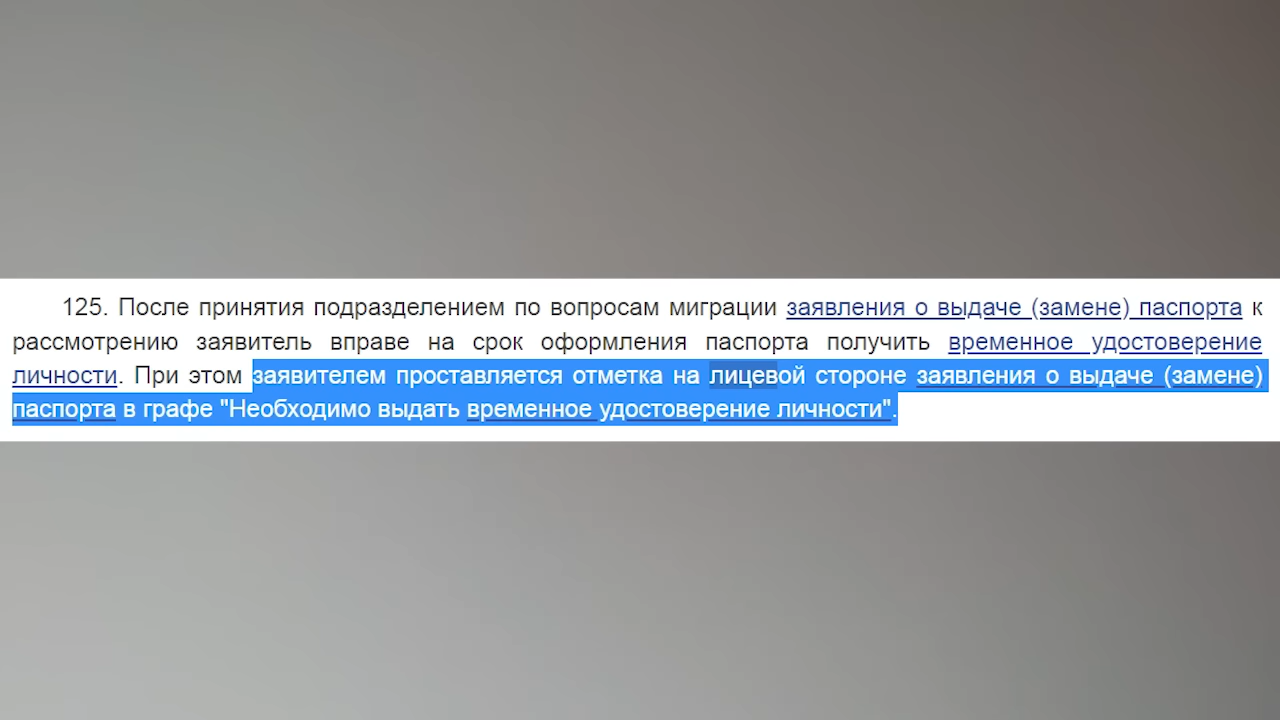 125. После принятия подразделением по вопросам миграции заявления о выдаче (замене) паспорта к
рассмотрению заявитель вправе на срок оформления паспорта получить временное удостоверение
личности. При этом заявителем проставляется отметка на лицевой стороне заявления о выдаче (замене)
паспорта в графе "Необходимо выдать временное удостоверение личности".